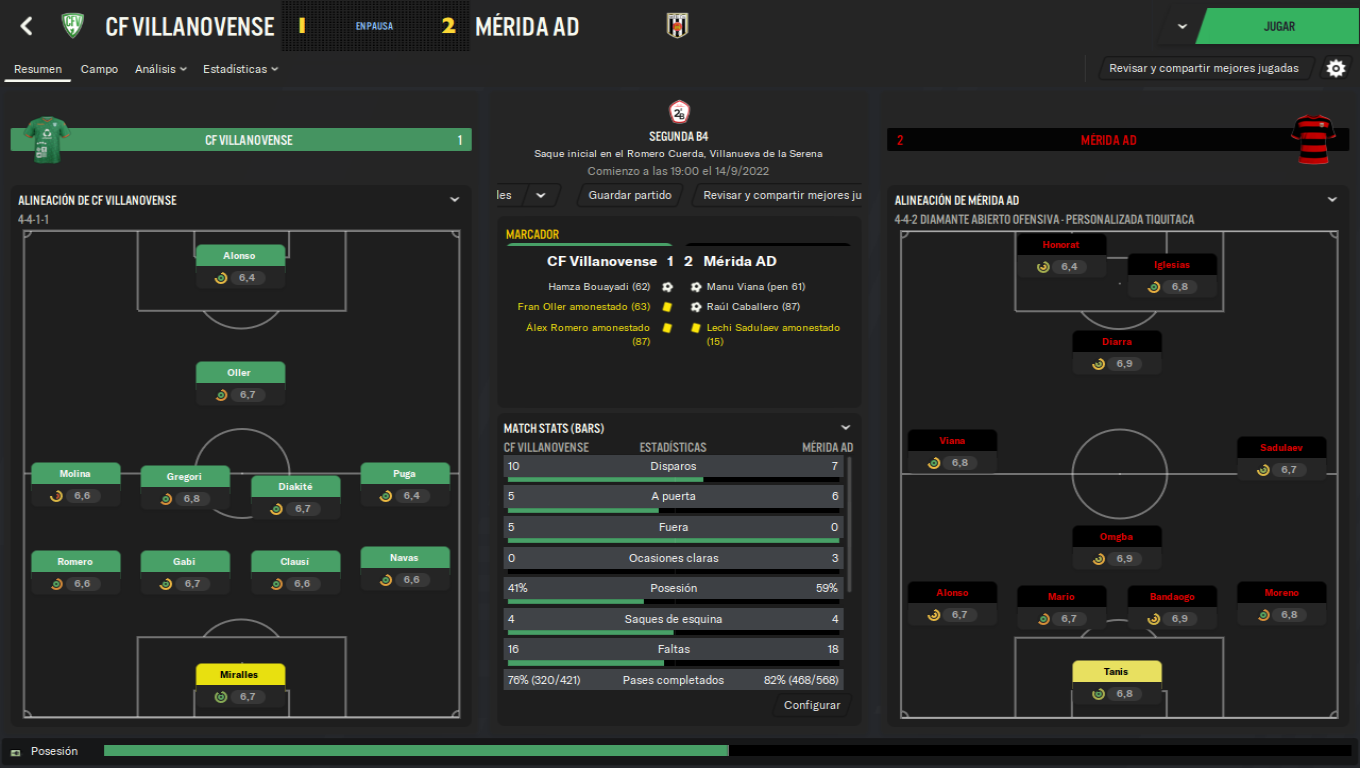 CF VILLANOVENSE 1 EN PAUSA 2 MÉRIDA AD
JUGAR
Resumen Campo Análisis Estadísticas
Revisar y compartir mejores jugadas
CF VILLANOVENSE 1
2B
SEGUNDA B4
Saque inicial en el Romero Cuerda, Villanueva de la Serena
Comienzo a las 19:00 el 14/9/2022
les Guardar partido Revisar y compartir mejores ju
2 MÉRIDA AD
ALINEACIÓN DE CF VILLANOVENSE
4-4-1-1
Alonso
6,4
Oller
6,7
Molina
6,6
Gregori
6,8
Diakité
6,7
Puga
6,4
Romero
6,6
Gabi
6,7
Clausí
6,6
Navas
6,6
Miralles
6,7
MARCADOR
CF Villanovense 1 2 Mérida AD
Hamza Bouayadi (62) Manu Viana (pen 61)
Fran Oller amonestado (63) Raúl Caballero (87)
Álex Romero amonestado Lechi Sadulaev amonestado
(87) (15)
MATCH STATS (BARS)
CF VILLANOVENSE ESTADÍSTICAS MÉRIDA AD
10 Disparos 7
5 A puerta 6
5 Fuera 0
0 Ocasiones claras 3
41% Posesión 59%
4 Saques de esquina 4
16 Faltas 18
76% (320/421) Pases completados 82% (468/568)
Configurar
ALINEACIÓN DE MÉRIDA AD
4-4-2 DIAMANTE ABIERTO OFENSIVA - PERSONALIZADA TIQUITACA
Honorat
6,4
Iglesias
6,8
Diarra
6,9
Viana
6,8
Sadulaev
6,7
Omgba
6,9
Alonso
6,7
Mario
6,7
Bandaogo
6,9
Moreno
6,8
Tanis
6,8
Posesión